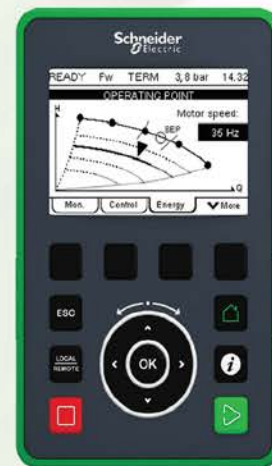 Schneider
Electric
READY Fw TERM 3,8 bar 14.32
OPERATING POINT
H
Motor speed:
BEP
35 Hz
Q
Mon. Control Energy More
ESC
OK
LOCAL
REMOTE
i